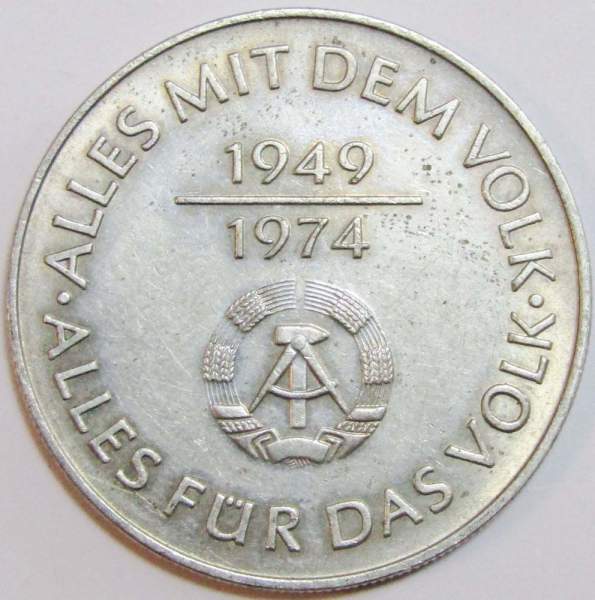 ALLES MIT DEM VOLK ·
ALLES FÜR DAS VOLK ·
1949
1974